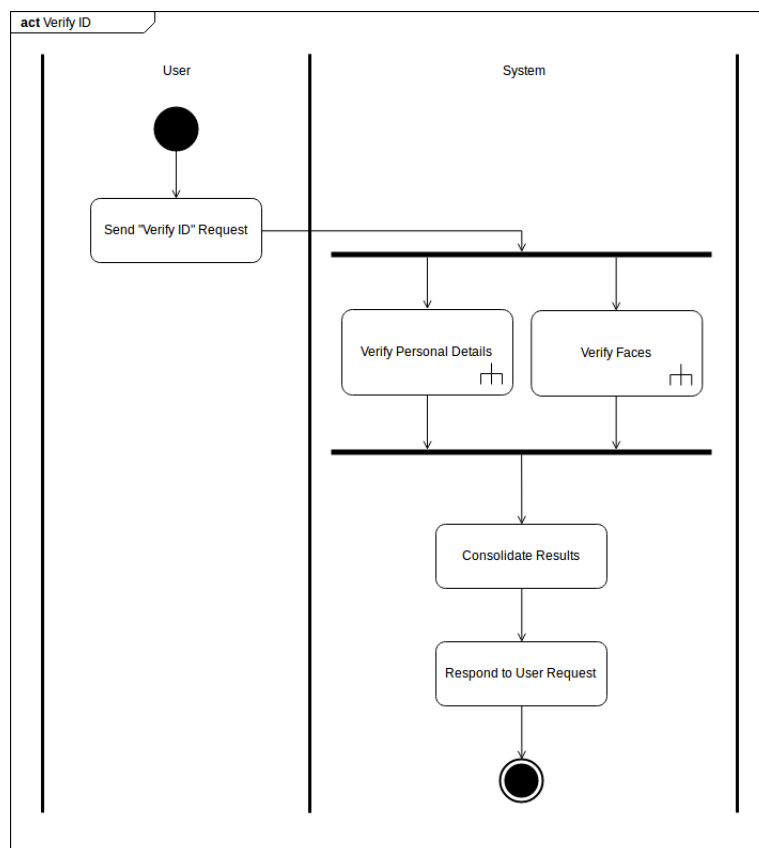 act Verify ID
User
System
Send "Verify ID" Request
Verify Personal Details
Verify Faces
Consolidate Results
Respond to User Request